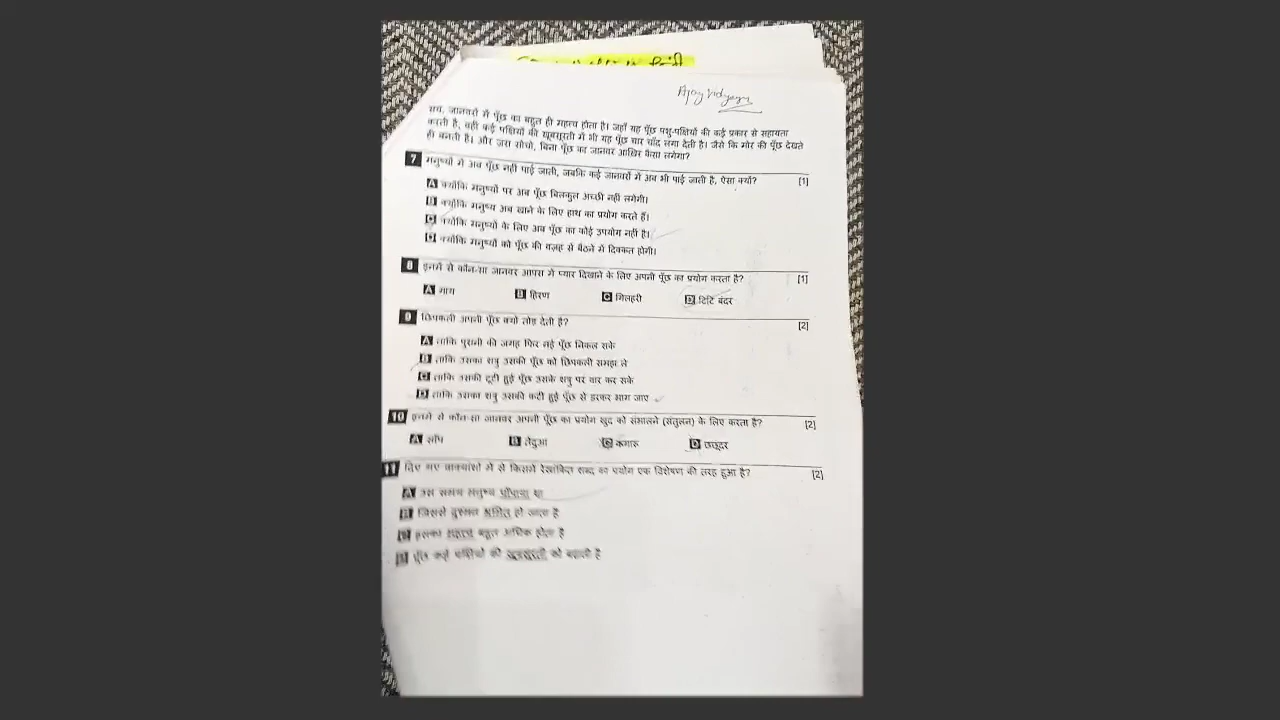 सच, जानवरों में पूँछ का बहुत ही महत्व होता है। जहाँ यह पूँछ पशु-पक्षियों की कई प्रकार से सहायता
करती है, वहीं कई पक्षियों की खूबसूरती में भी यह पूँछ चार चाँद लगा देती है। जैसे कि मोर की पूँछ देखते
ही बनती है। और जरा सोचो, बिना पूँछ का जानवर आखिर कैसा लगेगा?
7 मनुष्यों में अब पूँछ नहीं पाई जाती, जबकि कई जानवरों में अब भी पाई जाती है, ऐसा क्यों? [1]
A क्योंकि मनुष्यों पर अब पूँछ बिलकुल अच्छी नहीं लगेगी।
B क्योंकि मनुष्य अब खाने के लिए हाथ का प्रयोग करते हैं।
C क्योंकि मनुष्यों के लिए अब पूँछ का कोई उपयोग नहीं है।
D क्योंकि मनुष्यों को पूँछ की वज़ह से बैठने में दिक्कत होगी।
8 इनमें से कौन-सा जानवर आपस में प्यार दिखाने के लिए अपनी पूँछ का प्रयोग करता है? [1]
A गाय B हिरण C गिलहरी D टिटि बंदर
9 छिपकली अपनी पूँछ क्यों तोड़ देती है? [2]
A ताकि पुरानी की जगह फिर नई पूँछ निकल सके
B ताकि उसका शत्रु उसकी पूँछ को छिपकली समझ ले
C ताकि उसकी टूटी हुई पूँछ उसके शत्रु पर वार कर सके
D ताकि उसका शत्रु उसकी कटी हुई पूँछ से डरकर भाग जाए
10 इनमें से कौन-सा जानवर अपनी पूँछ का प्रयोग खुद को संभालने (संतुलन) के लिए करता है? [2]
A साँप B तेंदुआ C कंगारू D छछूंदर
11 दिए गए वाक्यांशों में से किसमें रेखांकित शब्द का प्रयोग एक विशेषण की तरह हुआ है? [2]
A उस समय मनुष्य चौपाया था
B जिससे दुश्मन भ्रमित हो जाता है
C इसका महत्व बहुत अधिक होता है
D पूँछ कई पक्षियों की खूबसूरती को बढ़ाती है